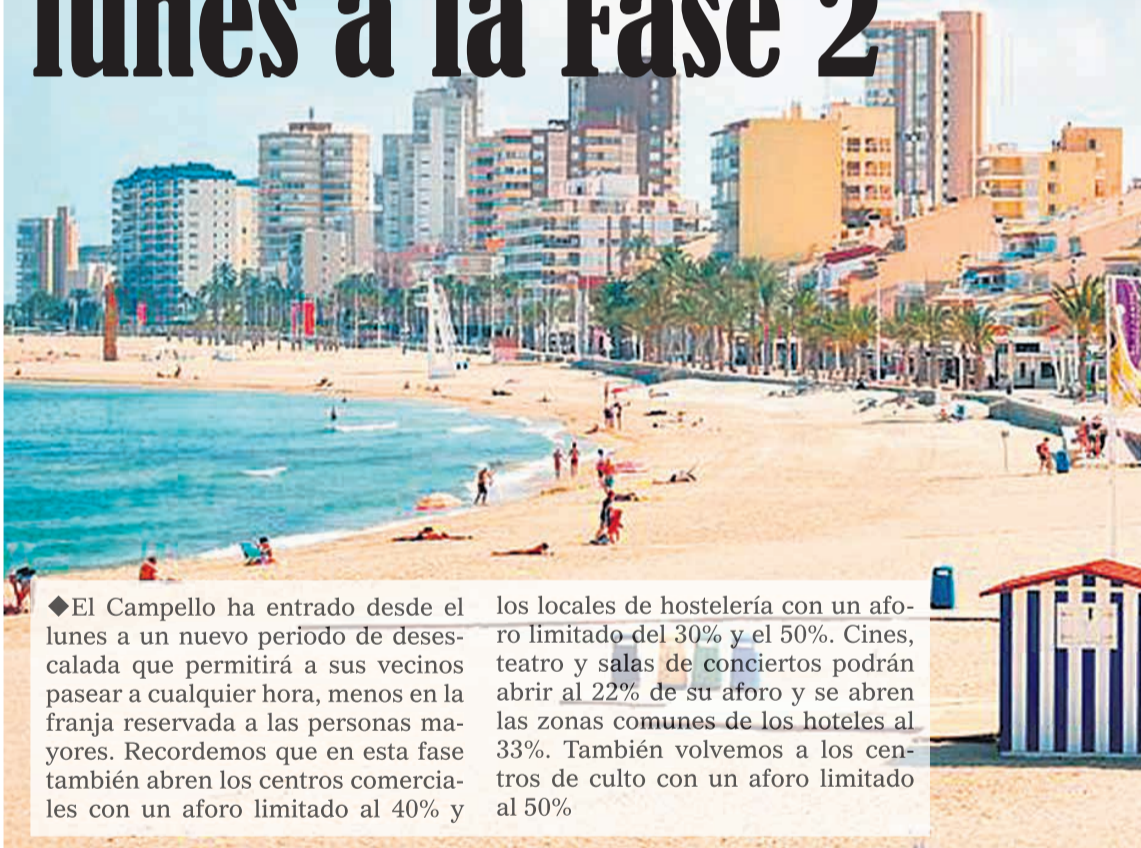 lunes a la Fase 2
◆El Campello ha entrado desde el
lunes a un nuevo periodo de deses-
calada que permitirá a sus vecinos
pasear a cualquier hora, menos en la
franja reservada a las personas ma-
yores. Recordemos que en esta fase
también abren los centros comercia-
les con un aforo limitado al 40% y
los locales de hostelería con un afo-
ro limitado del 30% y el 50%. Cines,
teatro y salas de conciertos podrán
abrir al 22% de su aforo y se abren
las zonas comunes de los hoteles al
33%. También volvemos a los cen-
tros de culto con un aforo limitado
al 50%